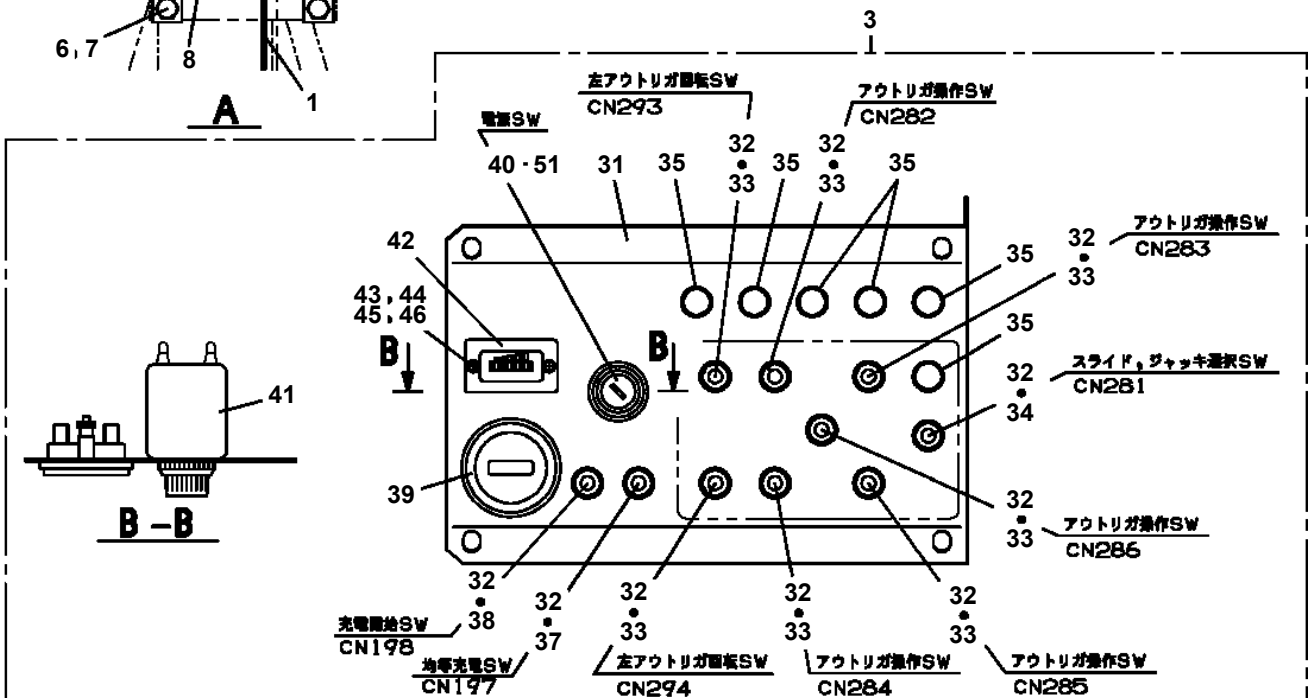 3
6, 7
8
1
A
左アウトリガ回転SW
CN293
アウトリガ操作SW
CN282
電源SW
40・51
31
35
32
33
35
32
33
35
アウトリガ操作SW
CN283
32
33
35
35
42
43, 44
45, 46
B
B
スライド,ジャッキ選択SW
CN281
32
34
41
39
B-B
32
33
アウトリガ操作SW
CN286
32
38
充電開始SW
CN198
32
37
均等充電SW
CN197
32
33
左アウトリガ回転SW
CN294
32
33
アウトリガ操作SW
CN284
32
33
アウトリガ操作SW
CN285